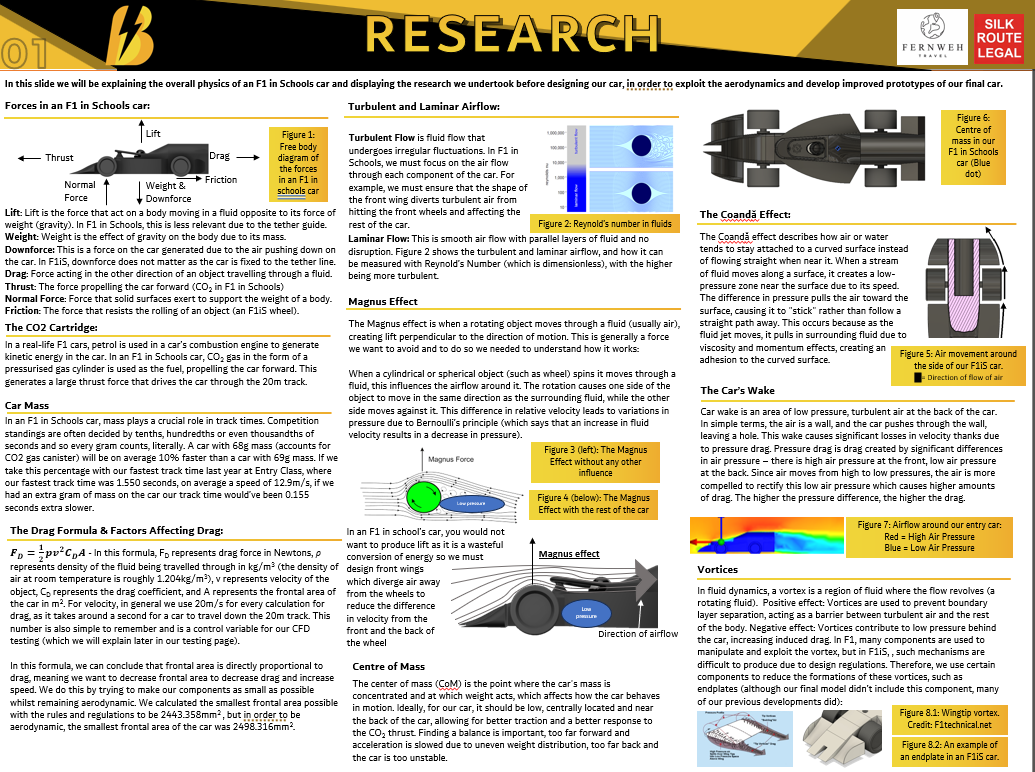 01
RESEARCH
FERNWEH
TRAVEL
SILK
ROUTE
LEGAL
In this slide we will be explaining the overall physics of an F1 in Schools car and displaying the research we undertook before designing our car, in order to exploit the aerodynamics and develop improved prototypes of our final car.
Forces in an F1 in Schools car:
Lift
Thrust
Drag
Friction
Normal
Force
Weight &
Downforce
Figure 1:
Free body
diagram of
the forces
in an F1 in
schools car
Lift: Lift is the force that act on a body moving in a fluid opposite to its force of
weight (gravity). In F1 in Schools, this is less relevant due to the tether guide.
Weight: Weight is the effect of gravity on the body due to its mass.
Downforce: This is a force on the car generated due to the air pushing down on
the car. In F1iS, downforce does not matter as the car is fixed to the tether line.
Drag: Force acting in the other direction of an object travelling through a fluid.
Thrust: The force propelling the car forward (CO₂ in F1 in Schools)
Normal Force: Force that solid surfaces exert to support the weight of a body.
Friction: The force that resists the rolling of an object (an F1iS wheel).
The CO2 Cartridge:
In a real-life F1 cars, petrol is used in a car's combustion engine to generate
kinetic energy in the car. In an F1 in Schools car, CO₂ gas in the form of a
pressurised gas cylinder is used as the fuel, propelling the car forward. This
generates a large thrust force that drives the car through the 20m track.
Car Mass
In an F1 in Schools car, mass plays a crucial role in track times. Competition
standings are often decided by tenths, hundredths or even thousandths of
seconds and so every gram counts, literally. A car with 68g mass (accounts for
CO2 gas canister) will be on average 10% faster than a car with 69g mass. If we
take this percentage with our fastest track time last year at Entry Class, where
our fastest track time was 1.550 seconds, on average a speed of 12.9m/s, if we
had an extra gram of mass on the car our track time would've been 0.155
seconds extra slower.
The Drag Formula & Factors Affecting Drag:
F_D = ½pv²C_DA - In this formula, F_D represents drag force in Newtons, ρ
represents density of the fluid being travelled through in kg/m³ (the density of
air at room temperature is roughly 1.204kg/m³), v represents velocity of the
object, C_D represents the drag coefficient, and A represents the frontal area of
the car in m². For velocity, in general we use 20m/s for every calculation for
drag, as it takes around a second for a car to travel down the 20m track. This
number is also simple to remember and is a control variable for our CFD
testing (which we will explain later in our testing page).
In this formula, we can conclude that frontal area is directly proportional to
drag, meaning we want to decrease frontal area to decrease drag and increase
speed. We do this by trying to make our components as small as possible
whilst remaining aerodynamic. We calculated the smallest frontal area possible
with the rules and regulations to be 2443.358mm², but in order to be
aerodynamic, the smallest frontal area of the car was 2498.316mm².
Turbulent and Laminar Airflow:
Turbulent Flow is fluid flow that
undergoes irregular fluctuations. In F1 in
Schools, we must focus on the air flow
through each component of the car. For
example, we must ensure that the shape of
the front wing diverts turbulent air from
hitting the front wheels and affecting the
rest of the car.
1,000,000
100,000
10,000
1,000
100
0
turbulent flow
laminar flow
Figure 2: Reynold's number in fluids
Laminar Flow: This is smooth air flow with parallel layers of fluid and no
disruption. Figure 2 shows the turbulent and laminar airflow, and how it can
be measured with Reynold's Number (which is dimensionless), with the higher
being more turbulent.
Magnus Effect
The Magnus effect is when a rotating object moves through a fluid (usually air),
creating lift perpendicular to the direction of motion. This is generally a force
we want to avoid and to do so we needed to understand how it works:
When a cylindrical or spherical object (such as wheel) spins it moves through a
fluid, this influences the airflow around it. The rotation causes one side of the
object to move in the same direction as the surrounding fluid, while the other
side moves against it. This difference in relative velocity leads to variations in
pressure due to Bernoulli's principle (which says that an increase in fluid
velocity results in a decrease in pressure).
Magnus Force
Low pressure
Figure 3 (left): The Magnus
Effect without any other
influence
Figure 4 (below): The Magnus
Effect with the rest of the car
In an F1 in school's car, you would not
want to produce lift as it is a wasteful
conversion of energy so we must
design front wings
which diverge air away
from the wheels to
reduce the difference
in velocity from the
front and the back of
the wheel
Magnus effect
Low
pressure
Direction of airflow
Centre of Mass
The center of mass (CoM) is the point where the car's mass is
concentrated and at which weight acts, which affects how the car behaves
in motion. Ideally, for our car, it should be low, centrally located and near
the back of the car, allowing for better traction and a better response to
the CO₂ thrust. Finding a balance is important, too far forward and
acceleration is slowed due to uneven weight distribution, too far back and
the car is too unstable.
Figure 6:
Centre of
mass in our
F1 in Schools
car (Blue
dot)
The Coandă Effect:
The Coandă effect describes how air or water
tends to stay attached to a curved surface instead
of flowing straight when near it. When a stream
of fluid moves along a surface, it creates a low-
pressure zone near the surface due to its speed.
The difference in pressure pulls the air toward the
surface, causing it to "stick" rather than follow a
straight path away. This occurs because as the
fluid jet moves, it pulls in surrounding fluid due to
viscosity and momentum effects, creating an
adhesion to the curved surface.
Figure 5: Air movement around
the side of our F1iS car.
= Direction of flow of air
The Car's Wake
Car wake is an area of low pressure, turbulent air at the back of the car.
In simple terms, the air is a wall, and the car pushes through the wall,
leaving a hole. This wake causes significant losses in velocity thanks due
to pressure drag. Pressure drag is drag created by significant differences
in air pressure – there is high air pressure at the front, low air pressure
at the back. Since air moves from high to low pressures, the air is more
compelled to rectify this low air pressure which causes higher amounts
of drag. The higher the pressure difference, the higher the drag.
Figure 7: Airflow around our entry car:
Red = High Air Pressure
Blue = Low Air Pressure
Vortices
In fluid dynamics, a vortex is a region of fluid where the flow revolves (a
rotating fluid). Positive effect: Vortices are used to prevent boundary
layer separation, acting as a barrier between turbulent air and the rest
of the body. Negative effect: Vortices contribute to low pressure behind
the car, increasing induced drag. In F1, many components are used to
manipulate and exploit the vortex, but in F1iS, , such mechanisms are
difficult to produce due to design regulations. Therefore, we use certain
components to reduce the formations of these vortices, such as
endplates (although our final model didn't include this component, many
of our previous developments did):
Figure 8.1: Wingtip vortex.
Credit: F1technical.net
Figure 8.2: An example of
an endplate in an F1iS car.